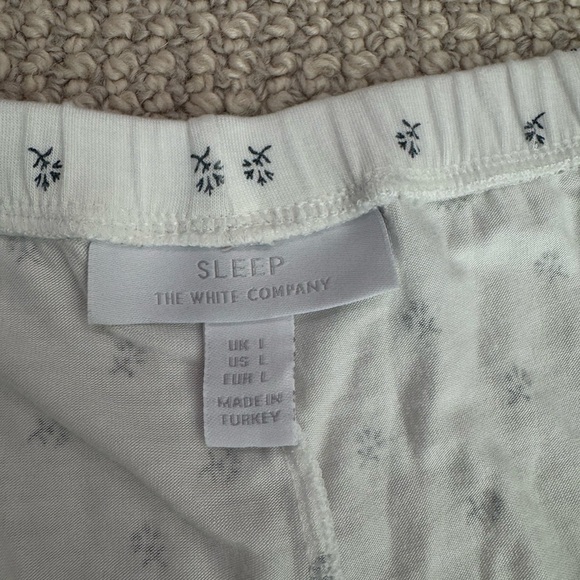 SLEEP
THE WHITE COMPANY
UK L
US L
EUR L
MADE IN
TURKEY